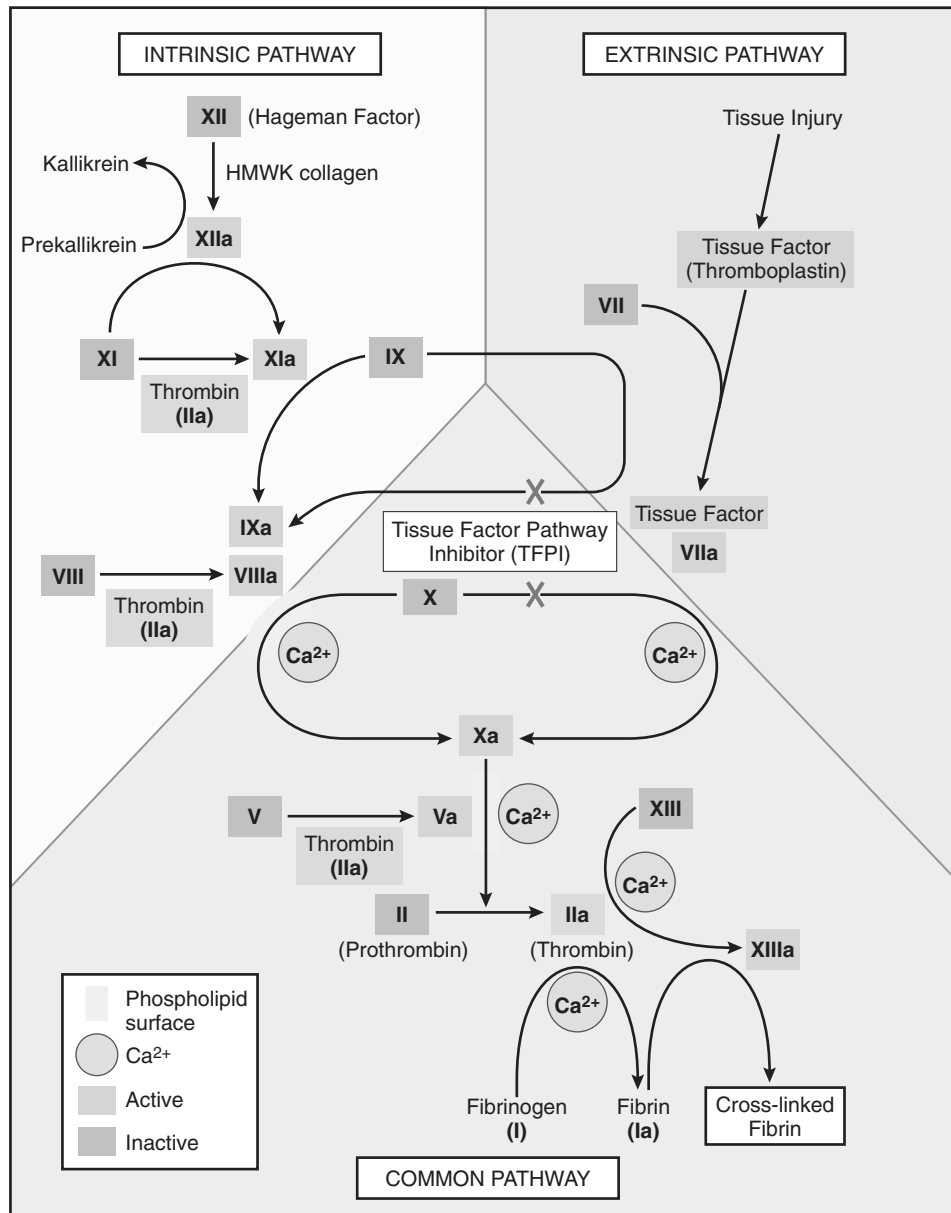 INTRINSIC PATHWAY
XII (Hageman Factor)
Kallikrein
HMWK collagen
Prekallikrein
XIIa
XI
XIa
IX
Thrombin
(IIa)
IXa
VIII
VIIIa
Thrombin
(IIa)
EXTRINSIC PATHWAY
Tissue Injury
Tissue Factor
(Thromboplastin)
VII
Tissue Factor
VIIa
X
Tissue Factor Pathway
Inhibitor (TFPI)
X
X
Ca2+
Ca2+
Xa
V
Va
Ca2+
Thrombin
(IIa)
XIII
Ca2+
II
(Prothrombin)
IIa
(Thrombin)
XIIIa
Ca2+
Fibrinogen
(I)
Fibrin
(Ia)
Cross-linked
Fibrin
Phospholipid
surface
Ca2+
Active
Inactive
COMMON PATHWAY